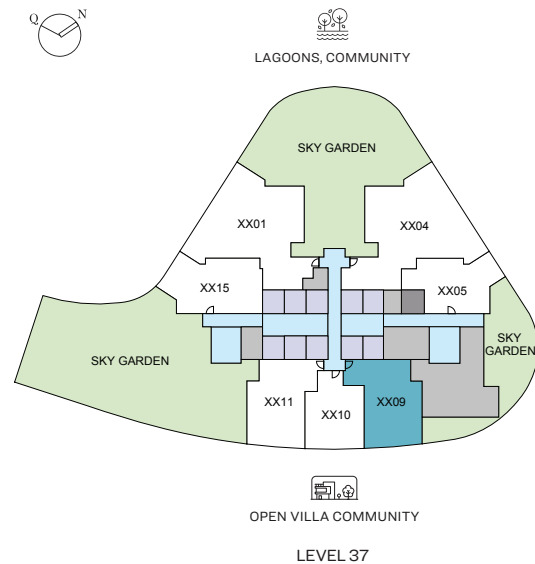 Q N
LAGOONS, COMMUNITY
SKY GARDEN
XX01
XX04
XX15
XX05
SKY GARDEN
SKY
GARDEN
XX11
XX10
XX09
OPEN VILLA COMMUNITY
LEVEL 37